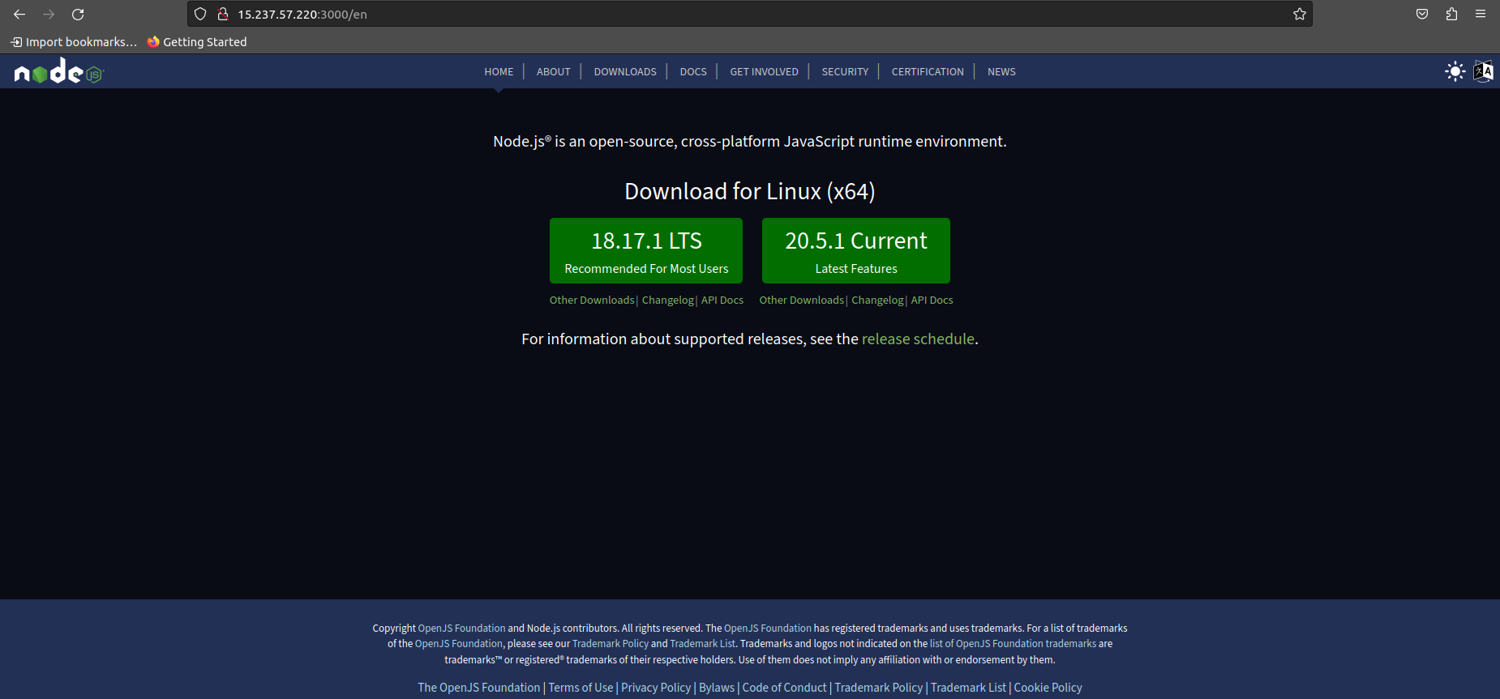 15.237.57.220:3000/en
Import bookmarks… Getting Started
node JS HOME ABOUT DOWNLOADS DOCS GET INVOLVED SECURITY CERTIFICATION NEWS 文A
Node.js® is an open-source, cross-platform JavaScript runtime environment.
Download for Linux (x64)
18.17.1 LTS 20.5.1 Current
Recommended For Most Users Latest Features
Other Downloads| Changelog| API Docs Other Downloads| Changelog| API Docs
For information about supported releases, see the release schedule.
Copyright OpenJS Foundation and Node.js contributors. All rights reserved. The OpenJS Foundation has registered trademarks and uses trademarks. For a list of trademarks
of the OpenJS Foundation, please see our Trademark Policy and Trademark List. Trademarks and logos not indicated on the list of OpenJS Foundation trademarks are
trademarks™ or registered® trademarks of their respective holders. Use of them does not imply any affiliation with or endorsement by them.
The OpenJS Foundation | Terms of Use | Privacy Policy | Bylaws | Code of Conduct | Trademark Policy | Trademark List | Cookie Policy